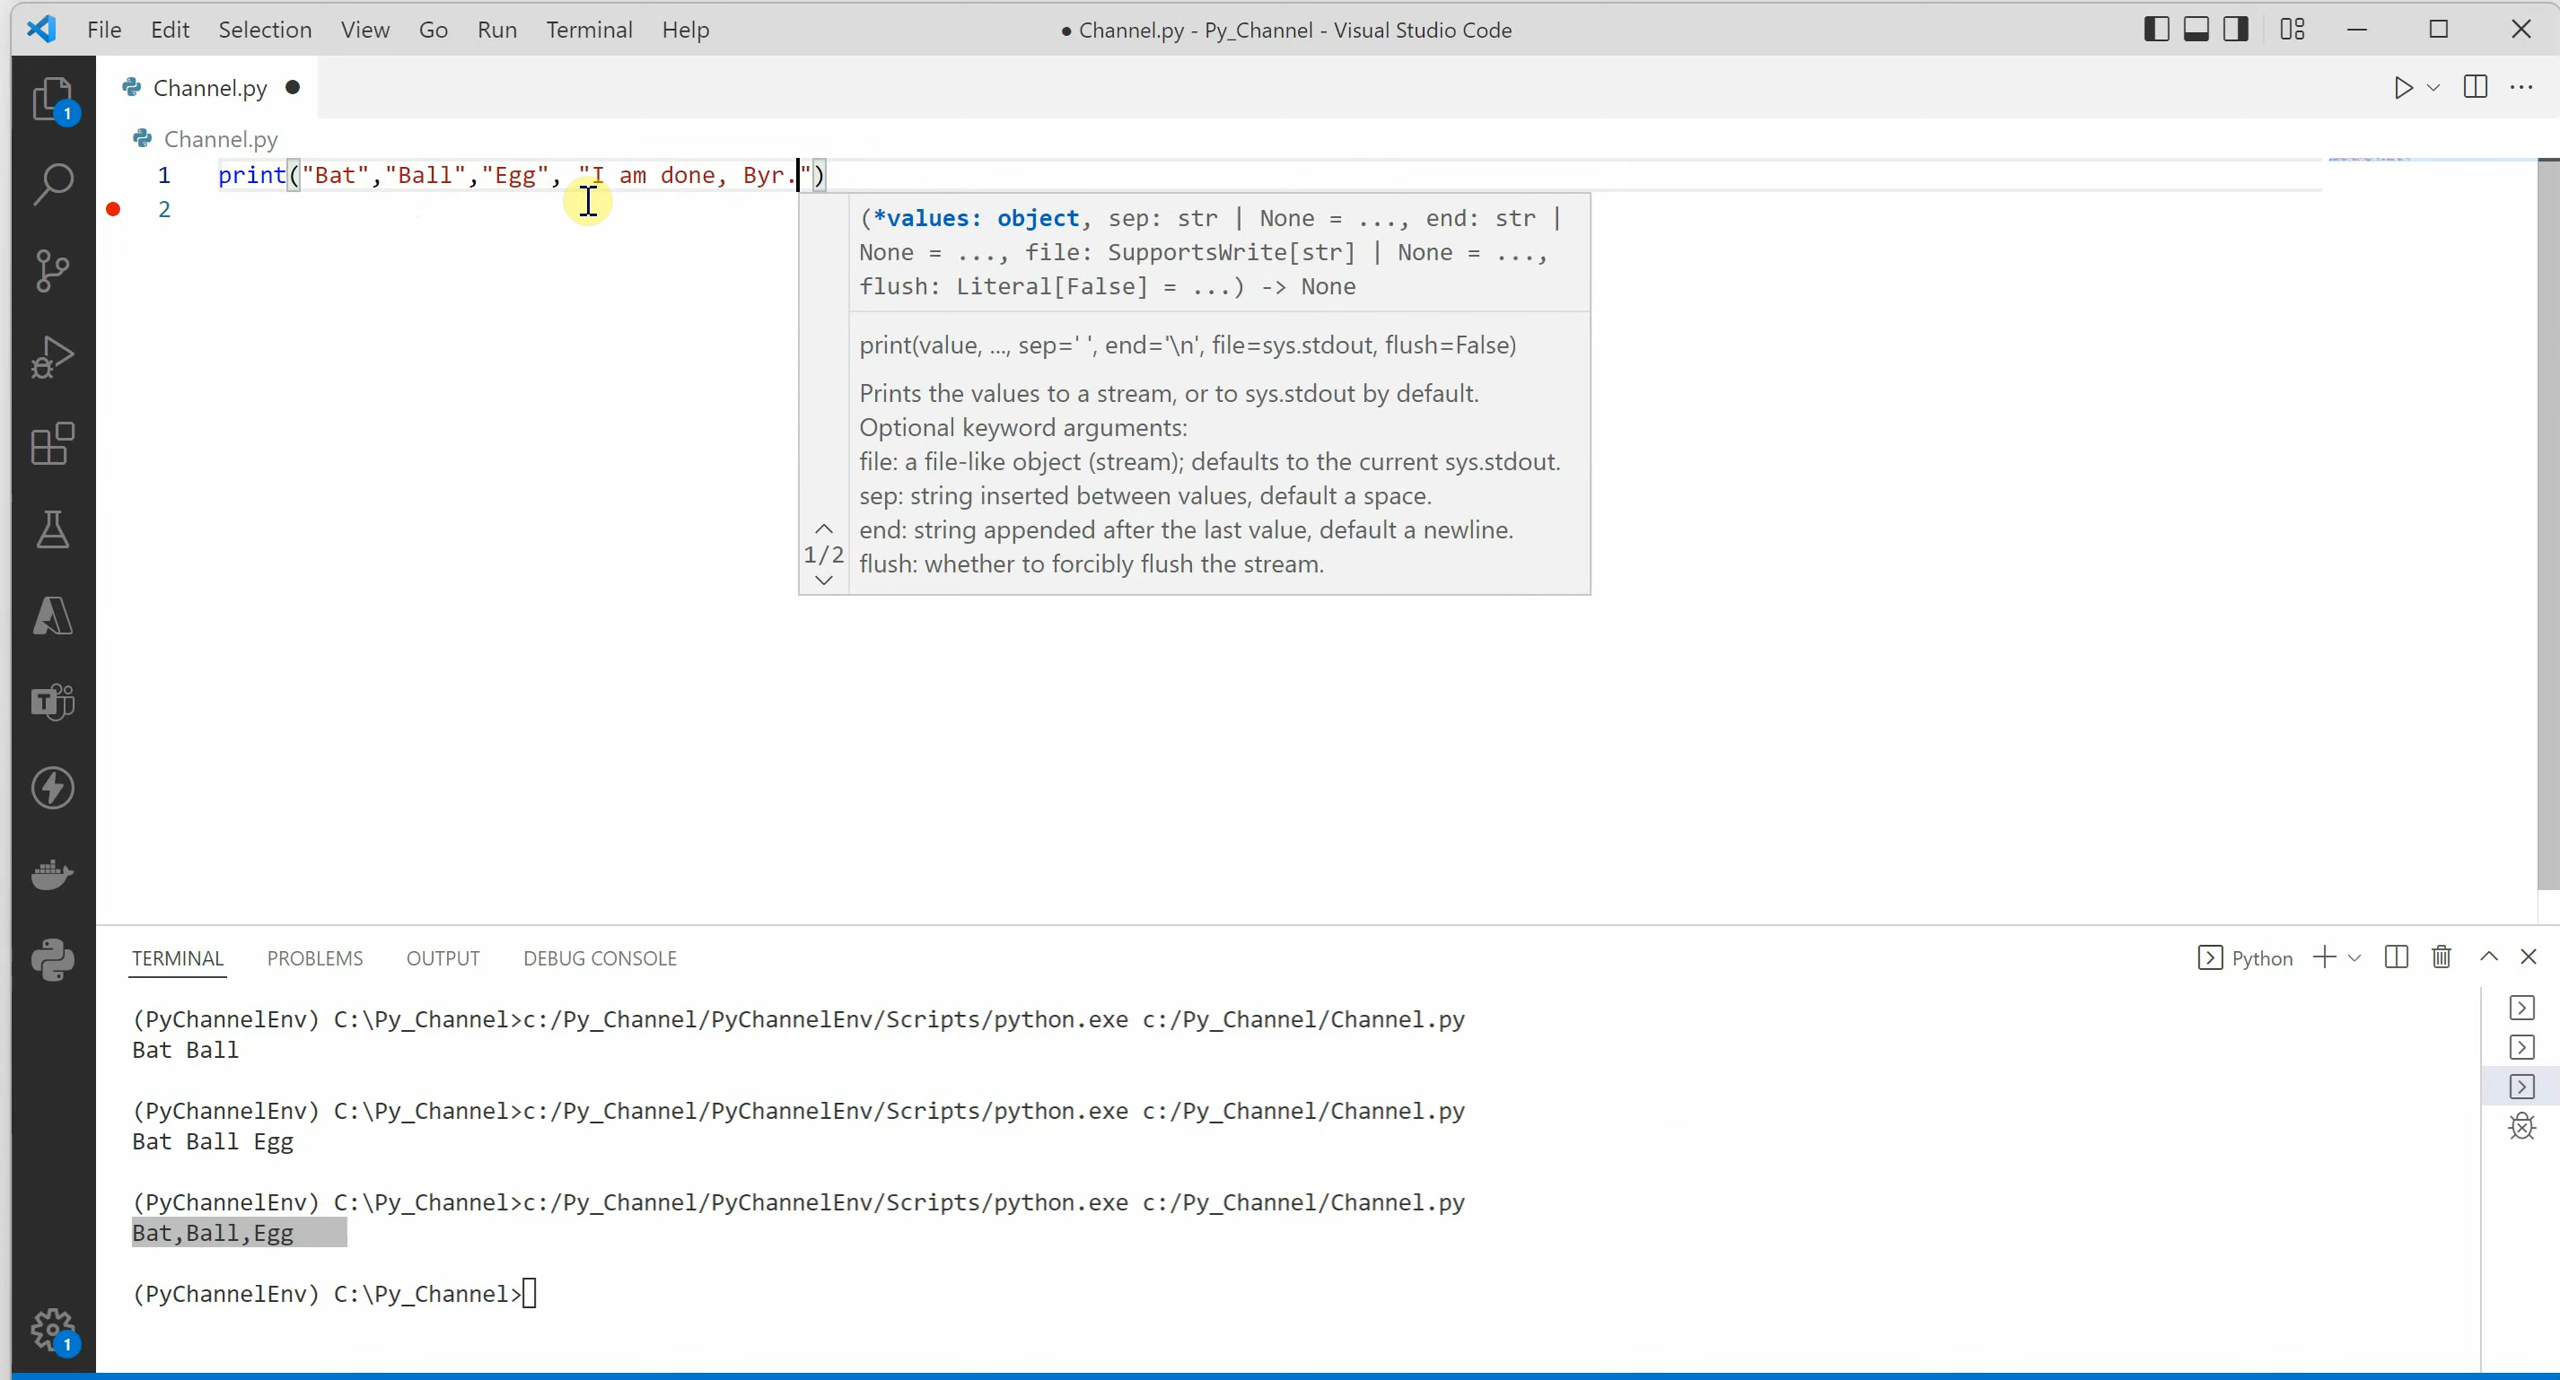 File Edit Selection View Go Run Terminal Help
● Channel.py - Py_Channel - Visual Studio Code
Channel.py
Channel.py
1 print("Bat","Ball","Egg", "I am done, Byr.")
2
(*values: object, sep: str | None = ..., end: str |
None = ..., file: SupportsWrite[str] | None = ...,
flush: Literal[False] = ...) -> None
print(value, ..., sep=' ', end='\n', file=sys.stdout, flush=False)
Prints the values to a stream, or to sys.stdout by default.
Optional keyword arguments:
file: a file-like object (stream); defaults to the current sys.stdout.
sep: string inserted between values, default a space.
end: string appended after the last value, default a newline.
1/2
flush: whether to forcibly flush the stream.
1
TERMINAL PROBLEMS OUTPUT DEBUG CONSOLE
Python
(PyChannelEnv) C:\Py_Channel>c:/Py_Channel/PyChannelEnv/Scripts/python.exe c:/Py_Channel/Channel.py
Bat Ball
(PyChannelEnv) C:\Py_Channel>c:/Py_Channel/PyChannelEnv/Scripts/python.exe c:/Py_Channel/Channel.py
Bat Ball Egg
(PyChannelEnv) C:\Py_Channel>c:/Py_Channel/PyChannelEnv/Scripts/python.exe c:/Py_Channel/Channel.py
Bat,Ball,Egg
(PyChannelEnv) C:\Py_Channel>
1